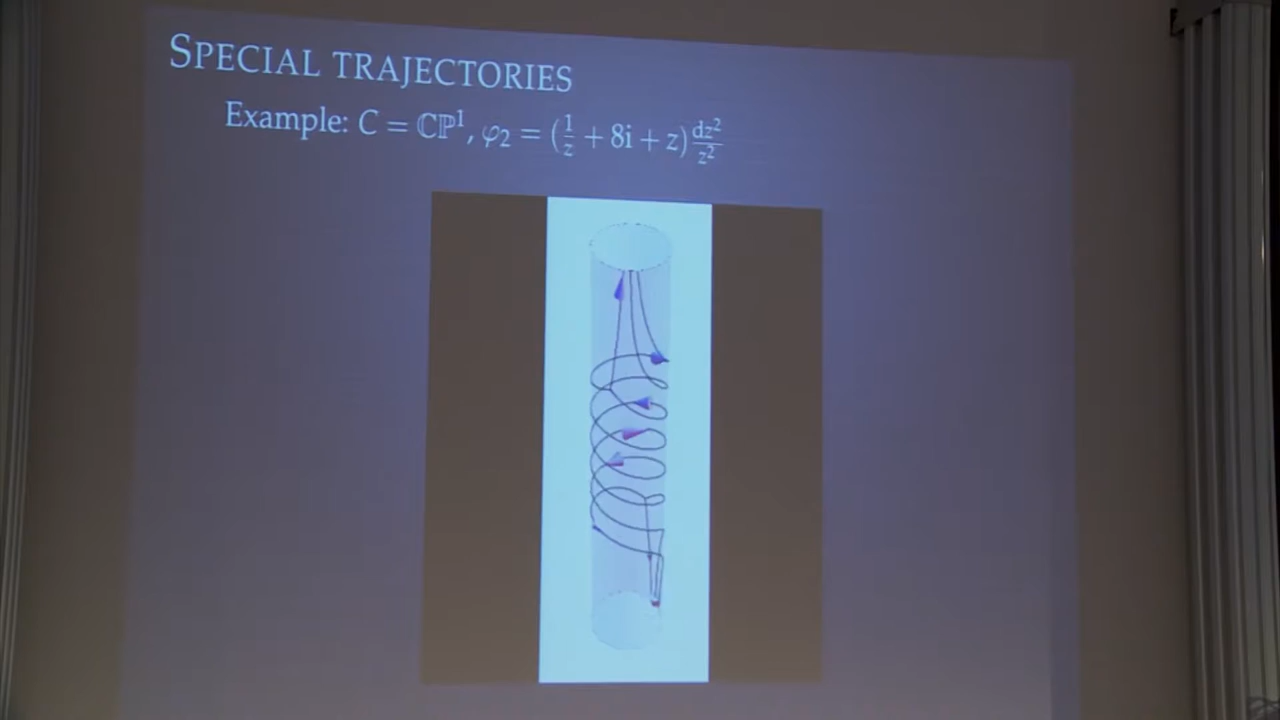 SPECIAL TRAJECTORIES
Example: C = ℂℙ¹, φ₂ = (1/z + 8i + z) dz²/z²